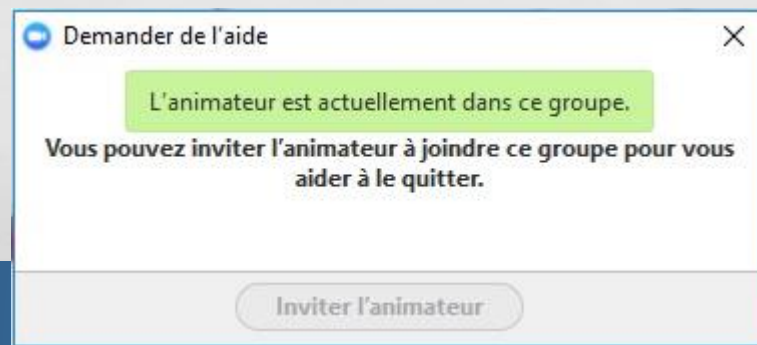 Demander de l'aide
L'animateur est actuellement dans ce groupe.
Vous pouvez inviter l'animateur à joindre ce groupe pour vous
aider à le quitter.
Inviter l'animateur